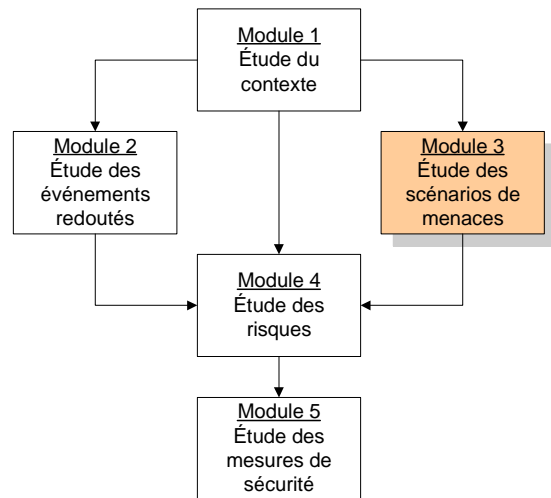 Module 1
Étude du
contexte
Module 2
Étude des
événements
redoutés
Module 3
Étude des
scénarios de
menaces
Module 4
Étude des
risques
Module 5
Étude des
mesures de
sécurité